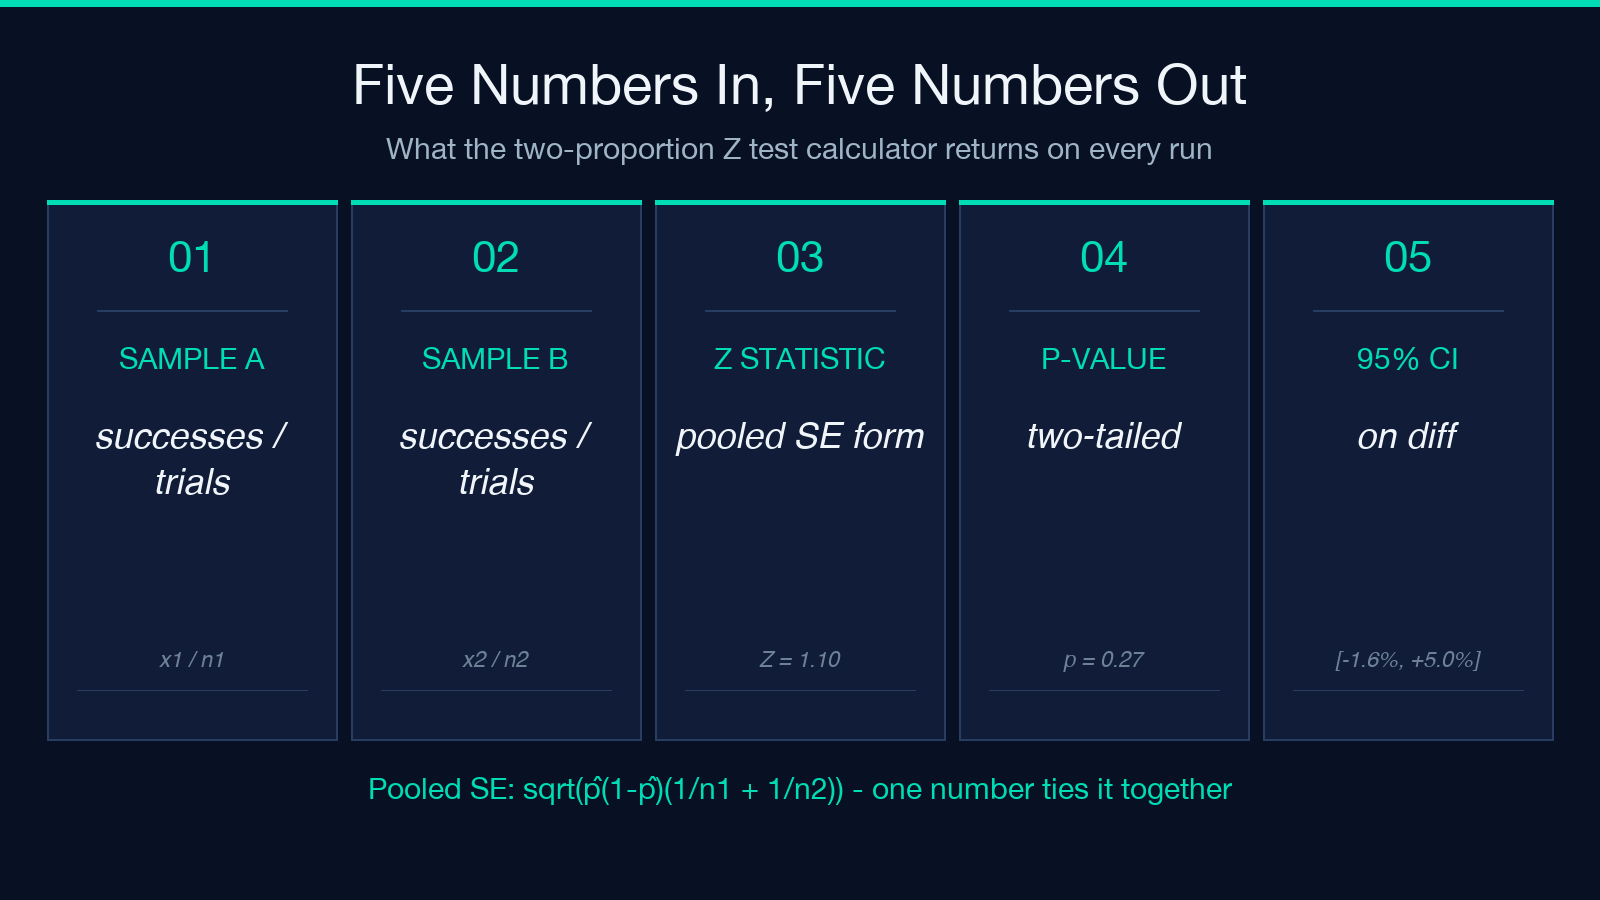 Five Numbers In, Five Numbers Out
What the two-proportion Z test calculator returns on every run
01
SAMPLE A
successes /
trials
x1 / n1
02
SAMPLE B
successes /
trials
x2 / n2
03
Z STATISTIC
pooled SE form
Z = 1.10
04
P-VALUE
two-tailed
p = 0.27
05
95% CI
on diff
[-1.6%, +5.0%]
Pooled SE: sqrt(p̂(1-p̂)(1/n1 + 1/n2)) - one number ties it together